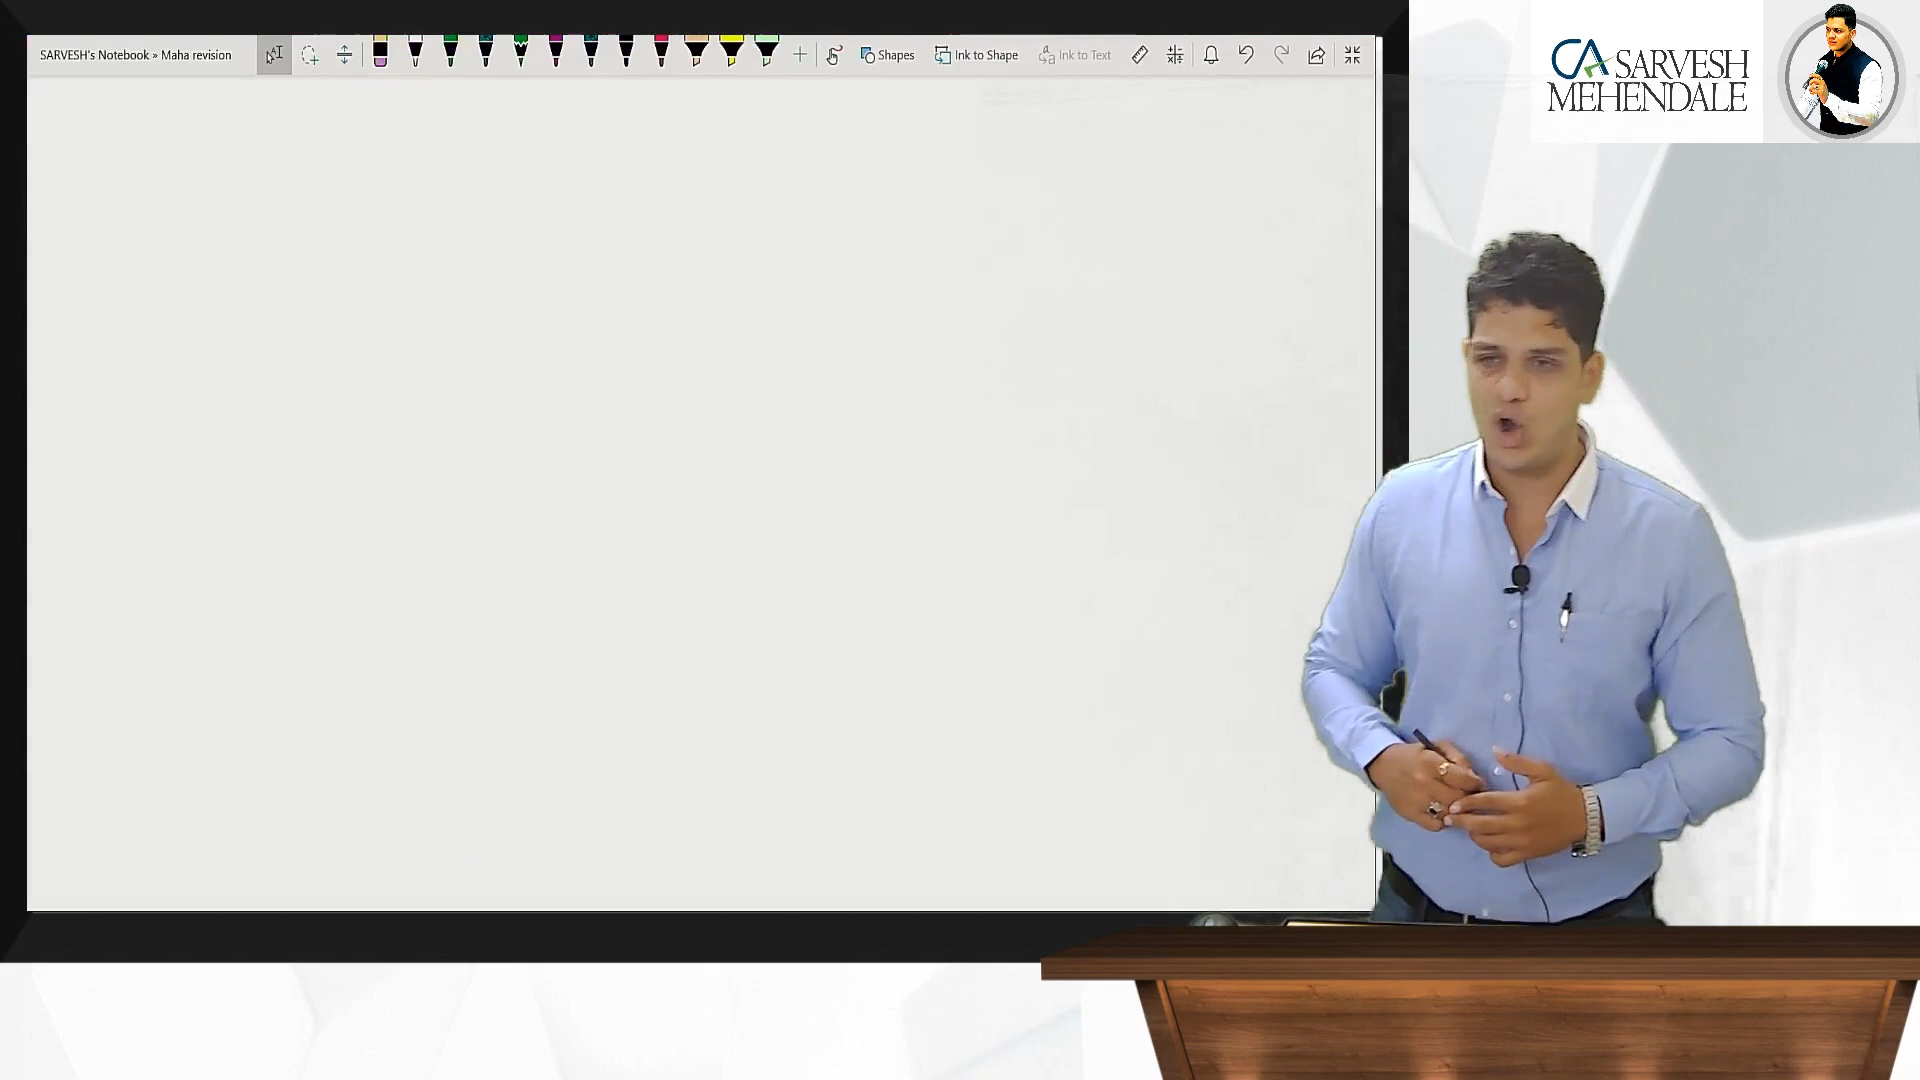 SARVESH's Notebook » Maha revision
Shapes
Ink to Shape
Ink to Text
CA SARVESH
MEHENDALE